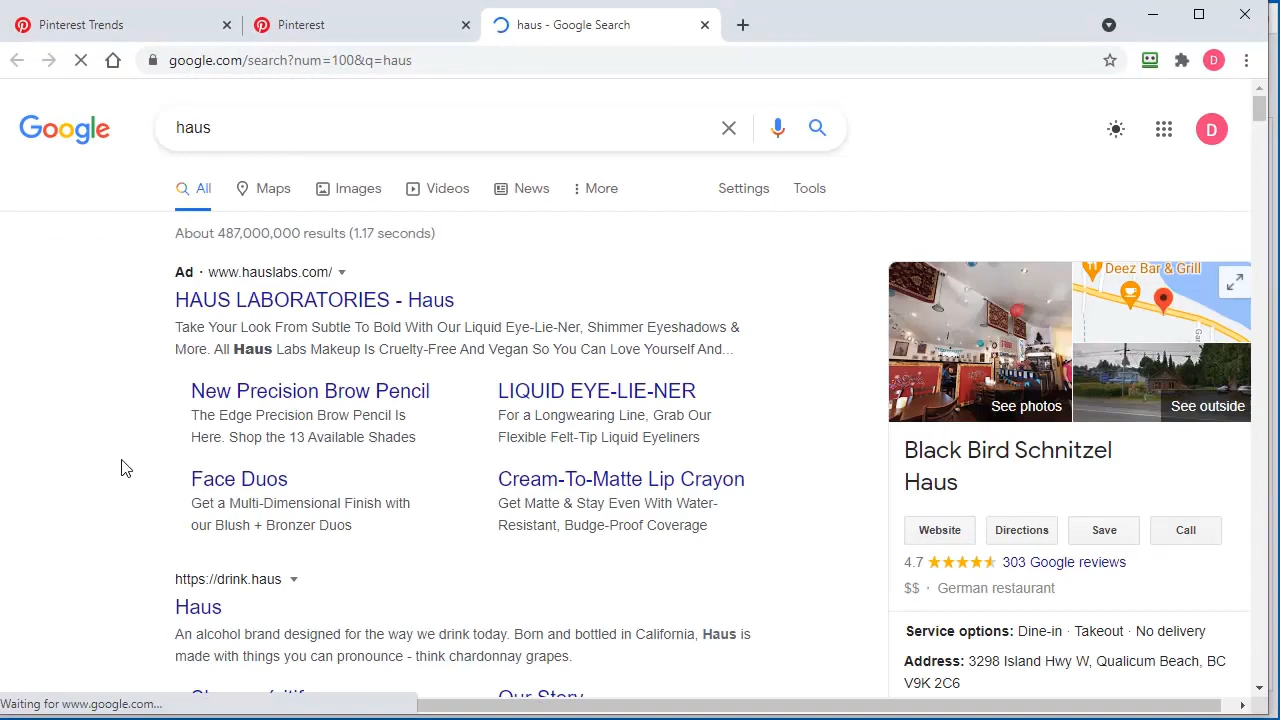 Pinterest Trends
Pinterest
haus - Google Search
google.com/search?num=100&q=haus
D
Google
haus
D
All
Maps
Images
Videos
News
More
Settings
Tools
About 487,000,000 results (1.17 seconds)
Ad · www.hauslabs.com/
HAUS LABORATORIES - Haus
Take Your Look From Subtle To Bold With Our Liquid Eye-Lie-Ner, Shimmer Eyeshadows &
More. All Haus Labs Makeup Is Cruelty-Free And Vegan So You Can Love Yourself And...
New Precision Brow Pencil
The Edge Precision Brow Pencil Is
Here. Shop the 13 Available Shades
LIQUID EYE-LIE-NER
For a Longwearing Line, Grab Our
Flexible Felt-Tip Liquid Eyeliners
Face Duos
Get a Multi-Dimensional Finish with
our Blush + Bronzer Duos
Cream-To-Matte Lip Crayon
Get Matte & Stay Even With Water-
Resistant, Budge-Proof Coverage
https://drink.haus
Haus
An alcohol brand designed for the way we drink today. Born and bottled in California, Haus is
made with things you can pronounce - think chardonnay grapes.
Our Story
Deez Bar & Grill
See photos
See outside
Black Bird Schnitzel
Haus
Website
Directions
Save
Call
4.7
303 Google reviews
$$ · German restaurant
Service options: Dine-in · Takeout · No delivery
Address: 3298 Island Hwy W, Qualicum Beach, BC
V9K 2C6
Waiting for www.google.com...